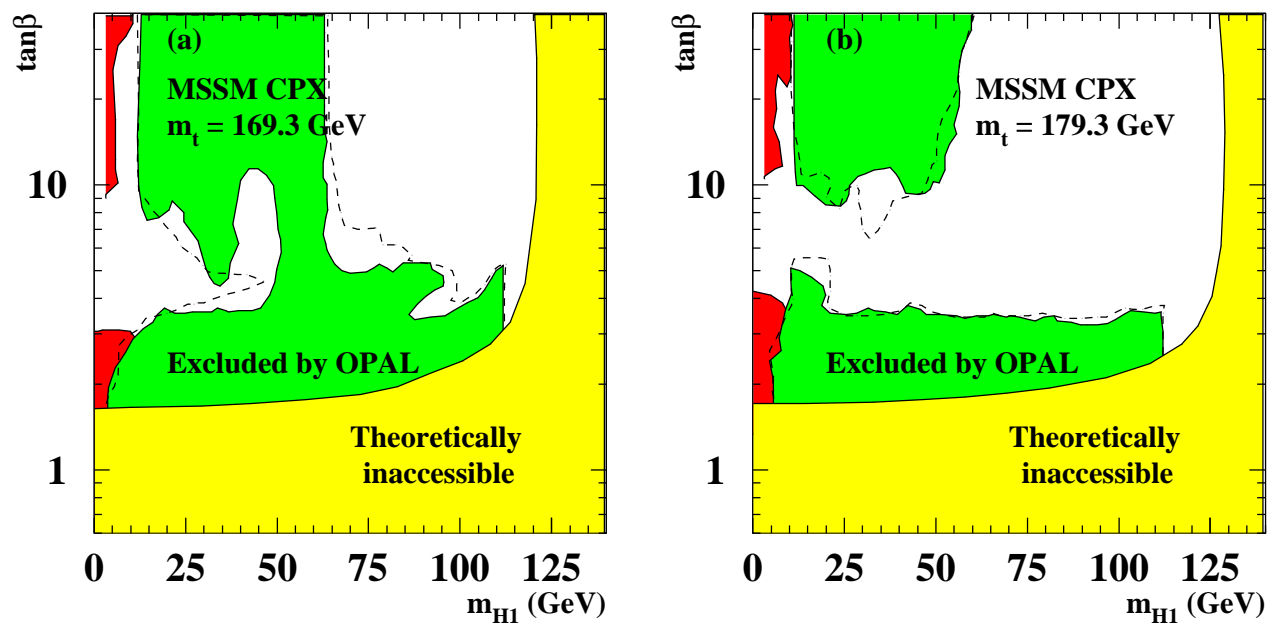 tanβ
(a)
MSSM CPX
m_t = 169.3 GeV
10
Excluded by OPAL
Theoretically
inaccessible
1
0 25 50 75 100 125
m_H1 (GeV)
tanβ
(b)
MSSM CPX
m_t = 179.3 GeV
10
Excluded by OPAL
Theoretically
inaccessible
1
0 25 50 75 100 125
m_H1 (GeV)